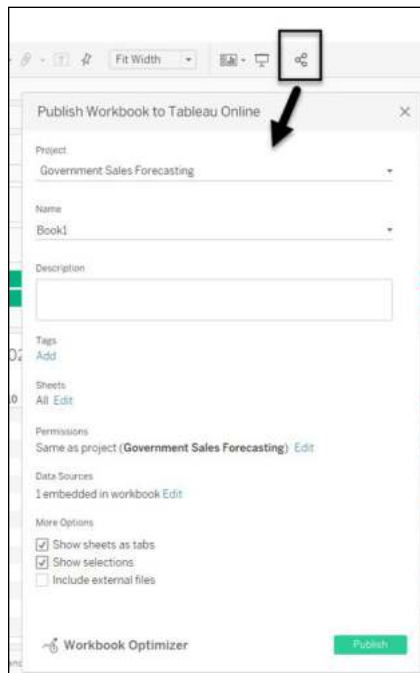 Fit Width
Publish Workbook to Tableau Online
Project
Government Sales Forecasting
Name
Book1
Description
Tags
Add
Sheets
All Edit
Permissions
Same as project (Government Sales Forecasting) Edit
Data Sources
1 embedded in workbook Edit
More Options
Show sheets as tabs
Show selections
Include external files
Workbook Optimizer
Publish